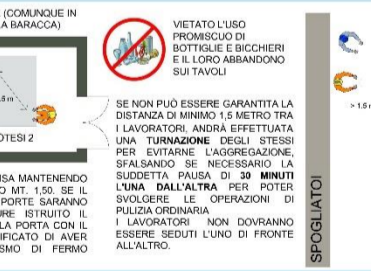 (COMUNQUE IN
LA BARACCA)
1.5 m
OTESI 2
ISA MANTENENDO
O MT. 1,50. SE IL
PORTE SARANNO
URE ISTRUITO IL
LA PORTA CON IL
IFICATO DI AVER
ISMO DI FERMO
VIETATO L'USO
PROMISCUO DI
BOTTIGLIE E BICCHIERI
E IL LORO ABBANDONO
SUI TAVOLI
SE NON PUÒ ESSERE GARANTITA LA
DISTANZA DI MINIMO 1,5 METRO TRA
I LAVORATORI, ANDRÀ EFFETTUATA
UNA TURNAZIONE DEGLI STESSI
PER EVITARNE L'AGGREGAZIONE,
SFALSANDO SE NECESSARIO LA
SUDDETTA PAUSA DI 30 MINUTI
L'UNA DALL'ALTRA PER POTER
SVOLGERE LE OPERAZIONI DI
PULIZIA ORDINARIA
I LAVORATORI NON DOVRANNO
ESSERE SEDUTI L'UNO DI FRONTE
ALL'ALTRO.
SPOGLIATOI
> 1.5 m